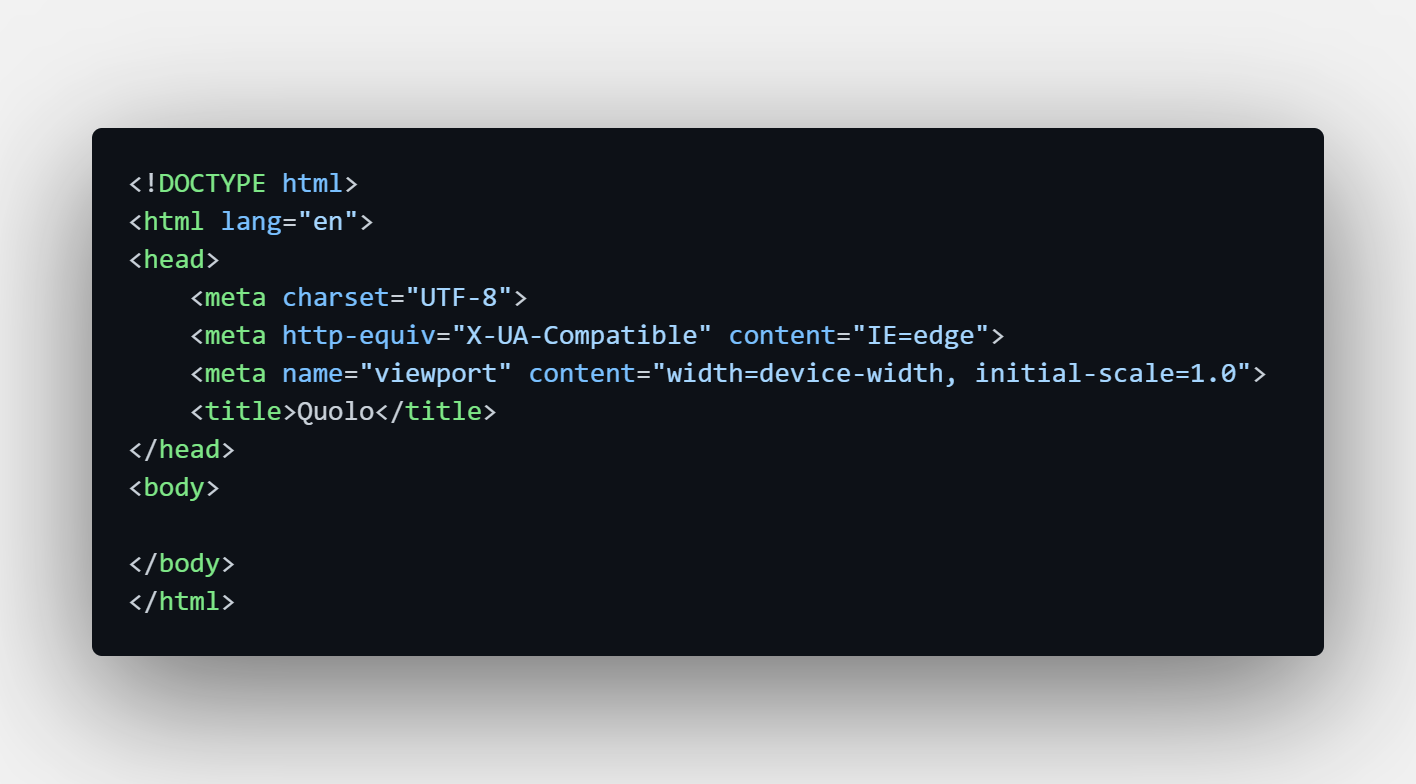 <!DOCTYPE html>
<html lang="en">
<head>
    <meta charset="UTF-8">
    <meta http-equiv="X-UA-Compatible" content="IE=edge">
    <meta name="viewport" content="width=device-width, initial-scale=1.0">
    <title>Quolo</title>
</head>
<body>

</body>
</html>